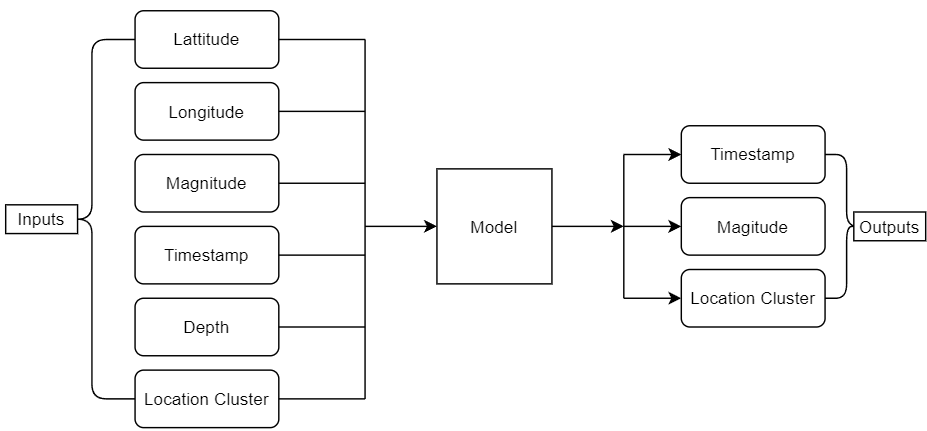 Inputs
Lattitude
Longitude
Magnitude
Timestamp
Depth
Location Cluster
Model
Timestamp
Magitude
Location Cluster
Outputs